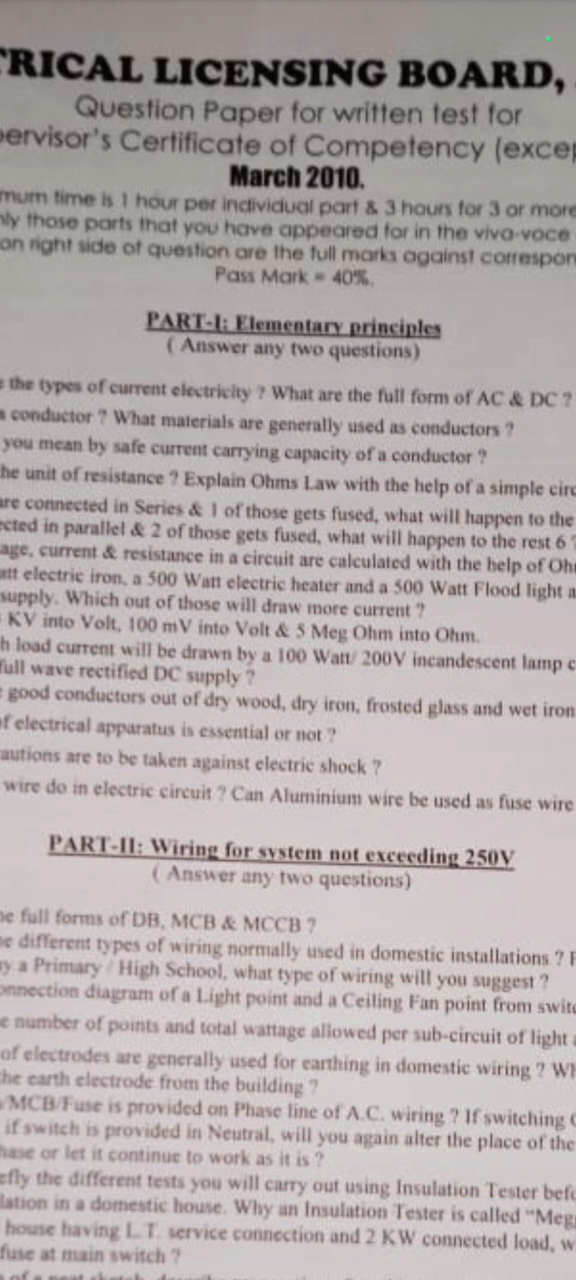 TRICAL LICENSING BOARD,
Question Paper for written test for
pervisor's Certificate of Competency (excep
March 2010.
mum time is 1 hour per individual part & 3 hours for 3 or more
nly those parts that you have appeared for in the viva-voce
on right side of question are the full marks against correspon
Pass Mark = 40%.
PART-I: Elementary principles
( Answer any two questions)
the types of current electricity ? What are the full form of AC & DC ?
a conductor ? What materials are generally used as conductors ?
you mean by safe current carrying capacity of a conductor ?
the unit of resistance ? Explain Ohms Law with the help of a simple circ
are connected in Series & 1 of those gets fused, what will happen to the
ected in parallel & 2 of those gets fused, what will happen to the rest 6 ?
age, current & resistance in a circuit are calculated with the help of Oh
att electric iron, a 500 Watt electric heater and a 500 Watt Flood light a
supply. Which out of those will draw more current ?
KV into Volt, 100 mV into Volt & 5 Meg Ohm into Ohm.
h load current will be drawn by a 100 Watt/ 200V incandescent lamp c
full wave rectified DC supply ?
good conductors out of dry wood, dry iron, frosted glass and wet iron
of electrical apparatus is essential or not ?
cautions are to be taken against electric shock ?
wire do in electric circuit ? Can Aluminium wire be used as fuse wire
PART-II: Wiring for system not exceeding 250V
( Answer any two questions)
he full forms of DB, MCB & MCCB ?
he different types of wiring normally used in domestic installations ? F
ny a Primary / High School, what type of wiring will you suggest ?
onnection diagram of a Light point and a Ceiling Fan point from switc
e number of points and total wattage allowed per sub-circuit of light a
of electrodes are generally used for earthing in domestic wiring ? Wh
the earth electrode from the building ?
/MCB/Fuse is provided on Phase line of A.C. wiring ? If switching
if switch is provided in Neutral, will you again alter the place of the
hase or let it continue to work as it is ?
efly the different tests you will carry out using Insulation Tester befo
lation in a domestic house. Why an Insulation Tester is called "Meg
house having L.T. service connection and 2 KW connected load, w
fuse at main switch ?
of a neat sketch, describe